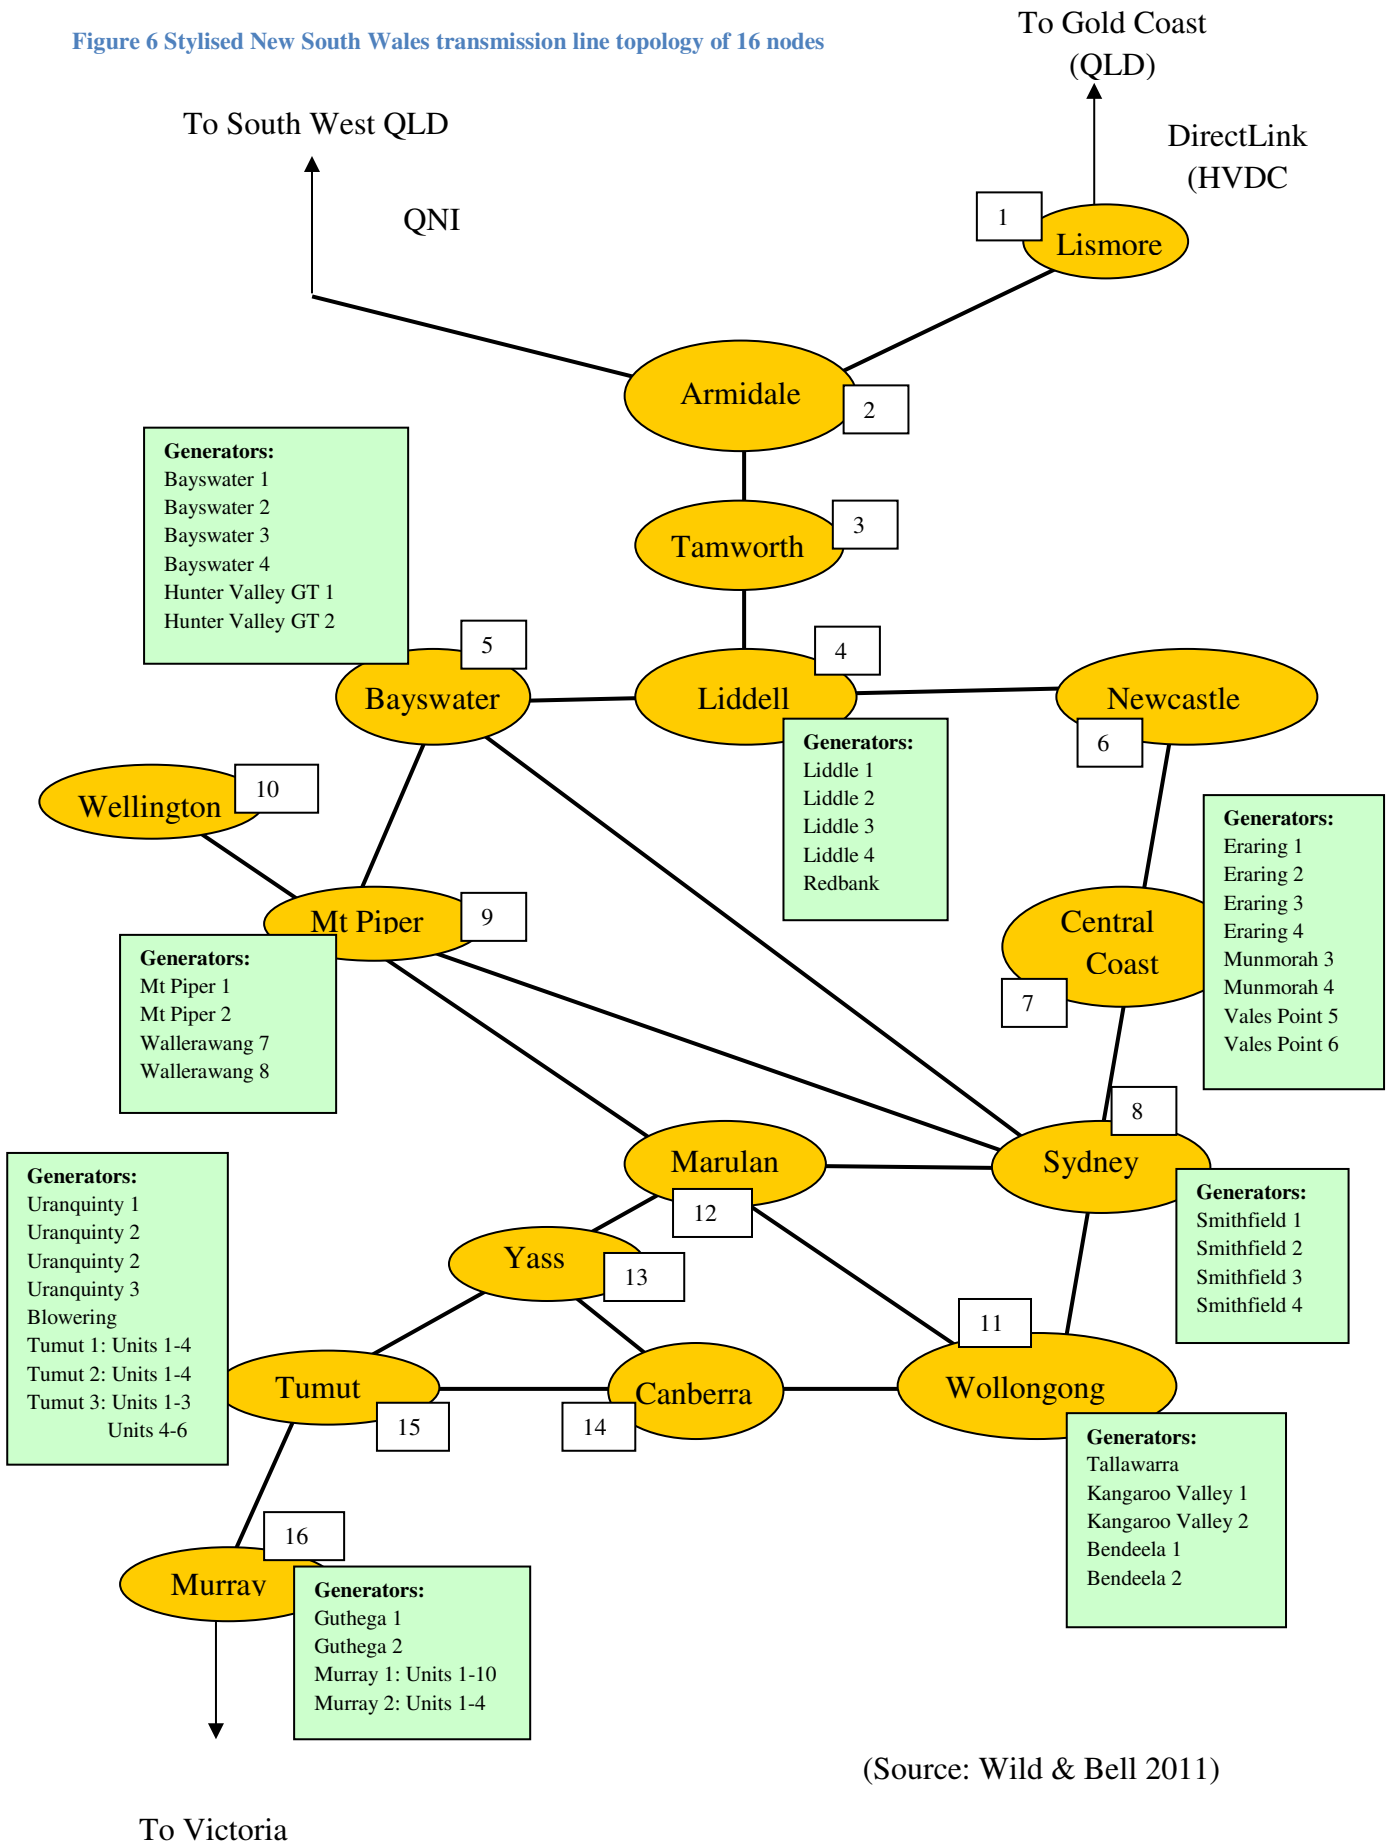 Figure 6 Stylised New South Wales transmission line topology of 16 nodes
To Gold Coast
(QLD)
To South West QLD
DirectLink
(HVDC
QNI
1
Lismore
Armidale
2
Generators:
Bayswater 1
Bayswater 2
Bayswater 3
Bayswater 4
Hunter Valley GT 1
Hunter Valley GT 2
3
Tamworth
5
Bayswater
4
Liddell
Newcastle
6
Generators:
Liddle 1
Liddle 2
Liddle 3
Liddle 4
Redbank
10
Wellington
Generators:
Eraring 1
Eraring 2
Eraring 3
Eraring 4
Munmorah 3
Munmorah 4
Vales Point 5
Vales Point 6
Mt Piper
9
Central
Coast
7
Generators:
Mt Piper 1
Mt Piper 2
Wallerawang 7
Wallerawang 8
8
Sydney
Marulan
12
Generators:
Smithfield 1
Smithfield 2
Smithfield 3
Smithfield 4
Generators:
Uranquinty 1
Uranquinty 2
Uranquinty 2
Uranquinty 3
Blowering
Tumut 1: Units 1-4
Tumut 2: Units 1-4
Tumut 3: Units 1-3
Units 4-6
Yass
13
11
Wollongong
Tumut
15
Canberra
14
Generators:
Tallawarra
Kangaroo Valley 1
Kangaroo Valley 2
Bendeela 1
Bendeela 2
16
Murray
Generators:
Guthega 1
Guthega 2
Murray 1: Units 1-10
Murray 2: Units 1-4
(Source: Wild & Bell 2011)
To Victoria